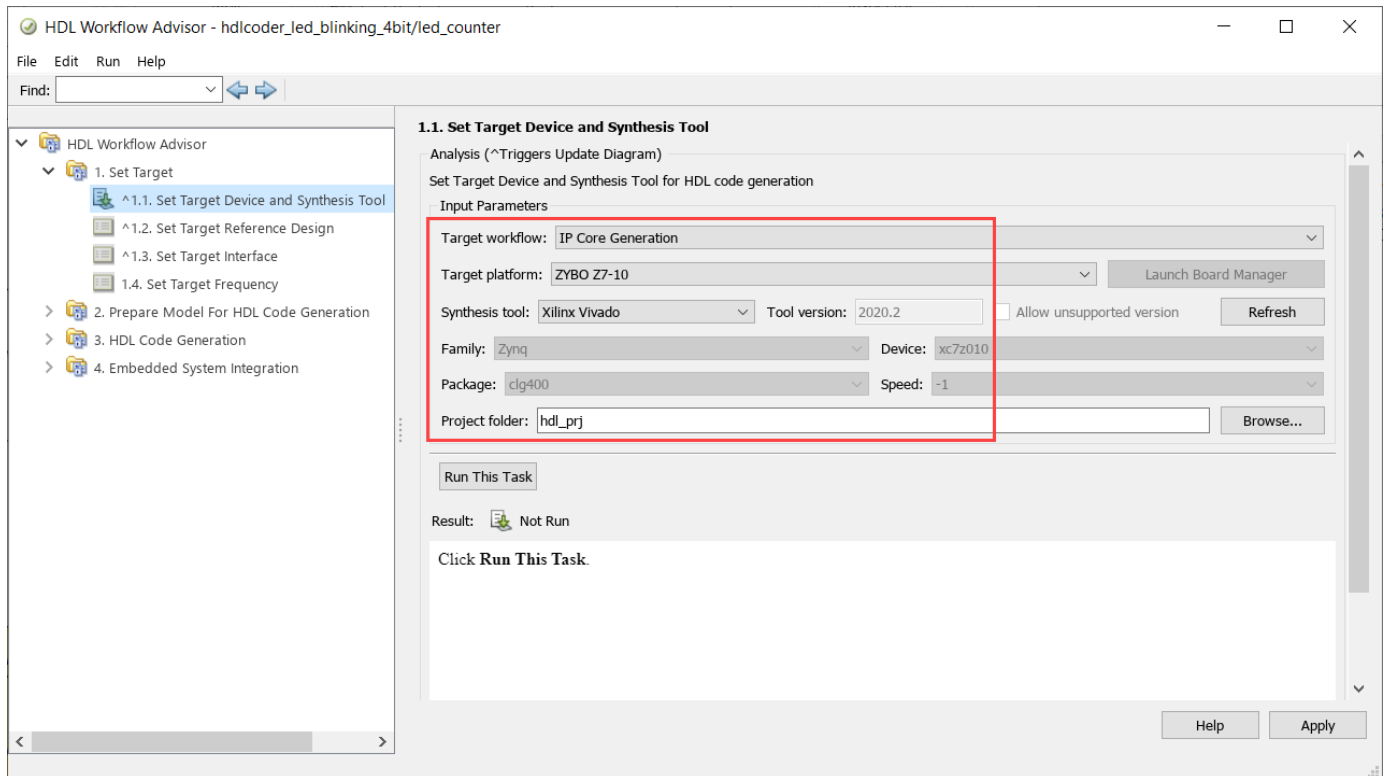 HDL Workflow Advisor - hdlcoder_led_blinking_4bit/led_counter
File Edit Run Help
Find:
HDL Workflow Advisor
1. Set Target
^1.1. Set Target Device and Synthesis Tool
^1.2. Set Target Reference Design
^1.3. Set Target Interface
1.4. Set Target Frequency
2. Prepare Model For HDL Code Generation
3. HDL Code Generation
4. Embedded System Integration
1.1. Set Target Device and Synthesis Tool
Analysis (^Triggers Update Diagram)
Set Target Device and Synthesis Tool for HDL code generation
Input Parameters
Target workflow: IP Core Generation
Target platform: ZYBO Z7-10 Launch Board Manager
Synthesis tool: Xilinx Vivado Tool version: 2020.2 Allow unsupported version Refresh
Family: Zynq Device: xc7z010
Package: clg400 Speed: -1
Project folder: hdl_prj Browse...
Run This Task
Result: Not Run
Click Run This Task.
Help Apply